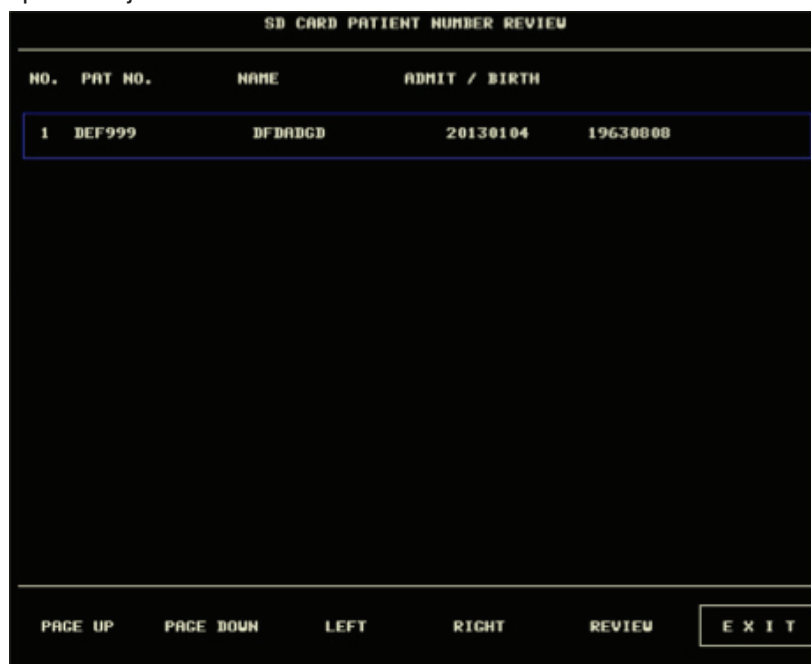 SD CARD PATIENT NUMBER REVIEW
NO. PAT NO. NAME ADMIT / BIRTH
1 DEF999 DFDABGD 20130104 19630808
PAGE UP PAGE DOWN LEFT RIGHT REVIEW E X I T